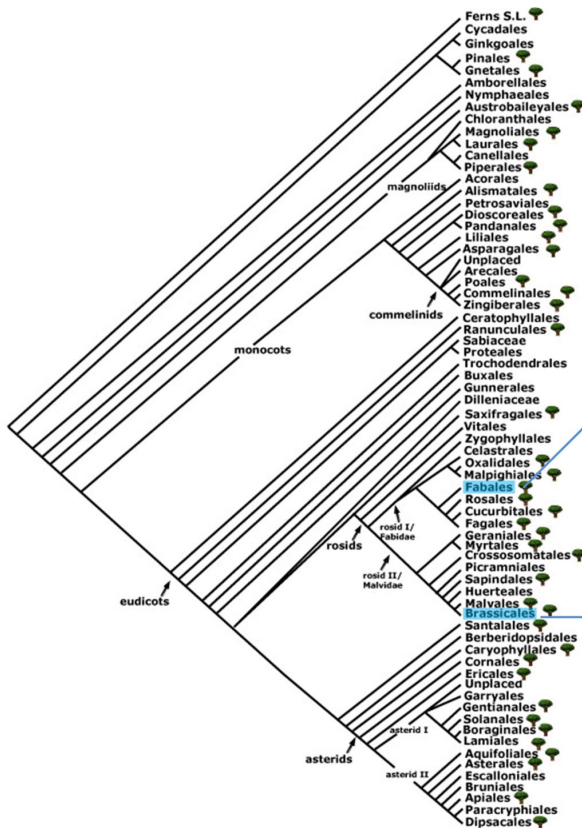 Ferns S.L.
Cycadales
Ginkgoales
Pinales
Gnetales
Amborellales
Nymphaeales
Austrobaileyales
Chloranthales
Magnoliales
Laurales
Canellales
Piperales
magnoliids
Acorales
Alismatales
Petrosaviales
Dioscoreales
Pandanales
Liliales
Asparagales
Unplaced
Arecales
Poales
Commelinales
Zingiberales
commelinids
monocots
Ceratophyllales
Ranunculales
Sabiaceae
Proteales
Trochodendrales
Buxales
Gunnerales
Dilleniaceae
Saxifragales
Vitales
Zygophyllales
Celastrales
Oxalidales
Malpighiales
Fabales
Rosales
Cucurbitales
Fagales
rosid I/
Fabidae
rosids
Geraniales
Myrtales
Crossosomatales
Picramniales
Sapindales
Huerteales
Malvales
Brassicales
rosid II/
Malvidae
eudicots
Santalales
Berberidopsidales
Caryophyllales
Cornales
Ericales
Unplaced
Garryales
Gentianales
Solanales
Boraginales
Lamiales
asterid I
asterids
Aquifoliales
Asterales
Escalloniales
Bruniales
Apiales
Paracryphiales
Dipsacales
asterid II